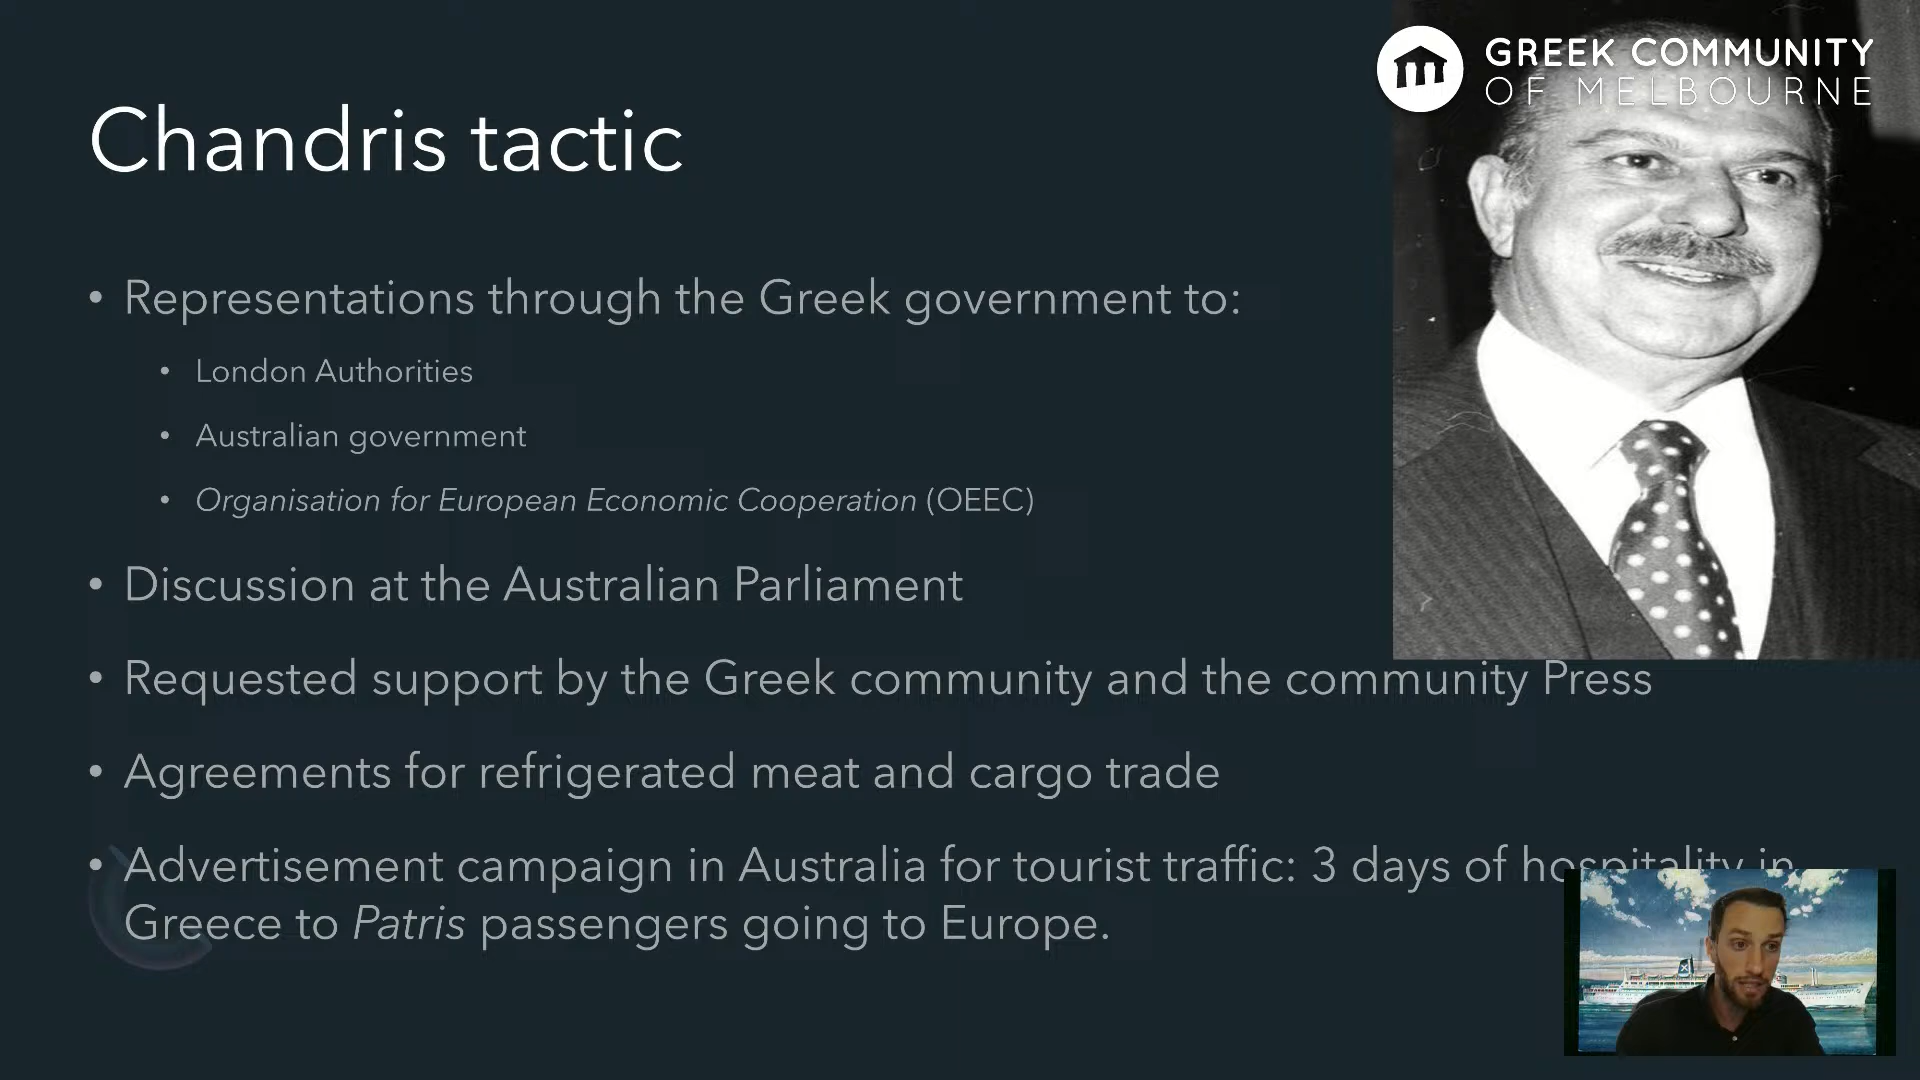 GREEK COMMUNITY
OF MELBOURNE
Chandris tactic
• Representations through the Greek government to:
• London Authorities
• Australian government
• Organisation for European Economic Cooperation (OEEC)
• Discussion at the Australian Parliament
• Requested support by the Greek community and the community Press
• Agreements for refrigerated meat and cargo trade
• Advertisement campaign in Australia for tourist traffic: 3 days of hospitality in
Greece to Patris passengers going to Europe.
X